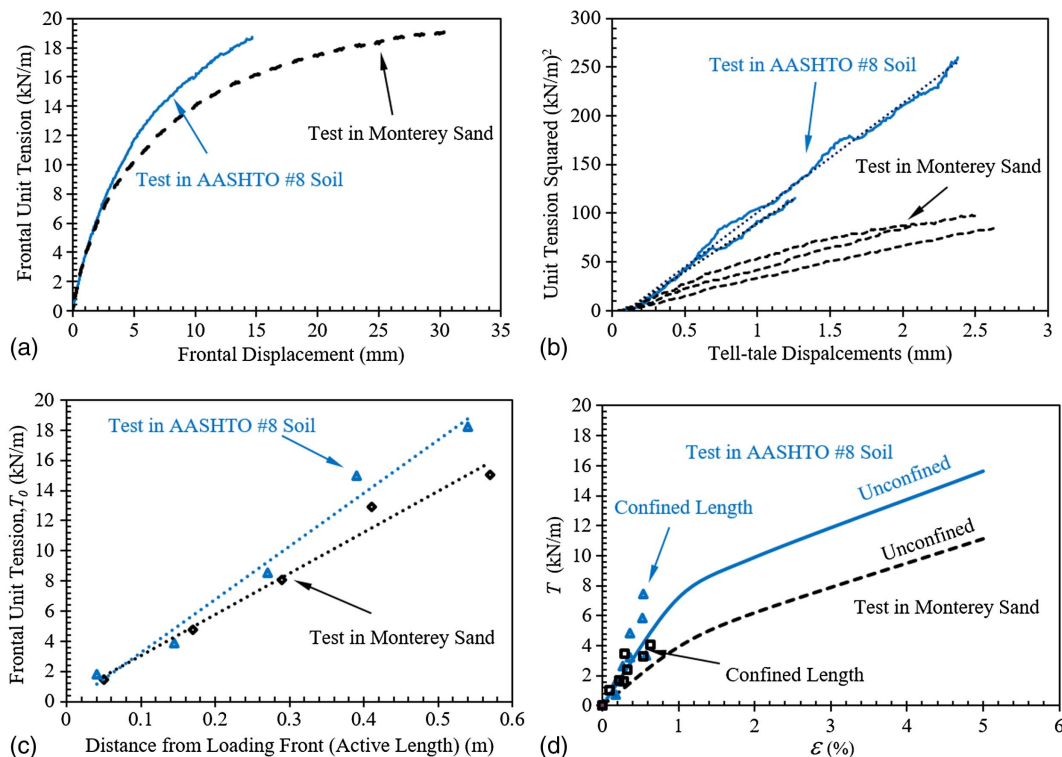 20
18
16
14
12
10
8
6
4
2
0
Frontal Unit Tension (kN/m)
Test in Monterey Sand
Test in AASHTO #8 Soil
0 5 10 15 20 25 30 35
(a) Frontal Displacement (mm)
300
250
200
150
100
50
0
Unit Tension Squared (kN/m)²
Test in AASHTO #8 Soil
Test in Monterey Sand
0 0.5 1 1.5 2 2.5 3
(b) Tell-tale Dispalcements (mm)
20
18
16
14
12
10
8
6
4
2
0
Frontal Unit Tension,T₀ (kN/m)
Test in AASHTO #8 Soil
Test in Monterey Sand
0 0.1 0.2 0.3 0.4 0.5 0.6
(c) Distance from Loading Front (Active Length) (m)
20
18
16
14
12
10
8
6
4
2
0
T (kN/m)
Test in AASHTO #8 Soil
Unconfined
Confined Length
Unconfined
Test in Monterey Sand
Confined Length
0 1 2 3 4 5 6
(d) ε (%)